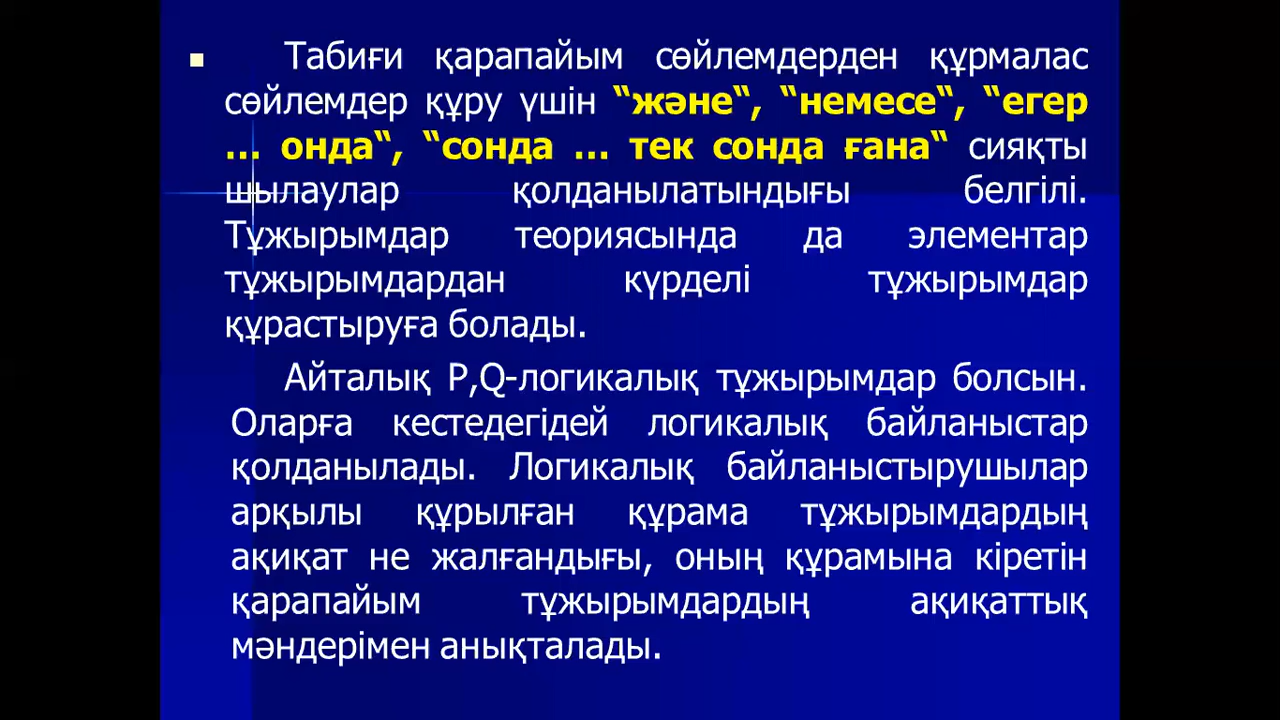 Табиғи қарапайым сөйлемдерден құрмалас
сөйлемдер құру үшін “және“, “немесе“, “егер
… онда“, “сонда … тек сонда ғана“ сияқты
шылаулар қолданылатындығы белгілі.
Тұжырымдар теориясында да элементар
тұжырымдардан күрделі тұжырымдар
құрастыруға болады.
Айталық P,Q-логикалық тұжырымдар болсын.
Оларға кестедегідей логикалық байланыстар
қолданылады. Логикалық байланыстырушылар
арқылы құрылған құрама тұжырымдардың
ақиқат не жалғандығы, оның құрамына кіретін
қарапайым тұжырымдардың ақиқаттық
мәндерімен анықталады.